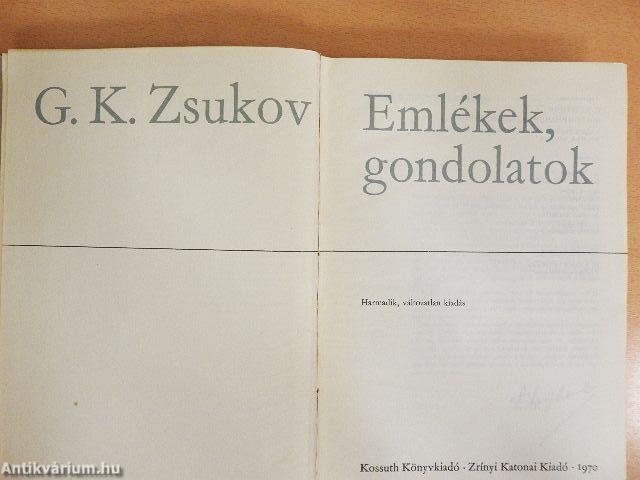 G. K. Zsukov
Emlékek,
gondolatok
Harmadik, változatlan kiadás
Kossuth Könyvkiadó · Zrínyi Katonai Kiadó · 1970
Antikvárium.hu